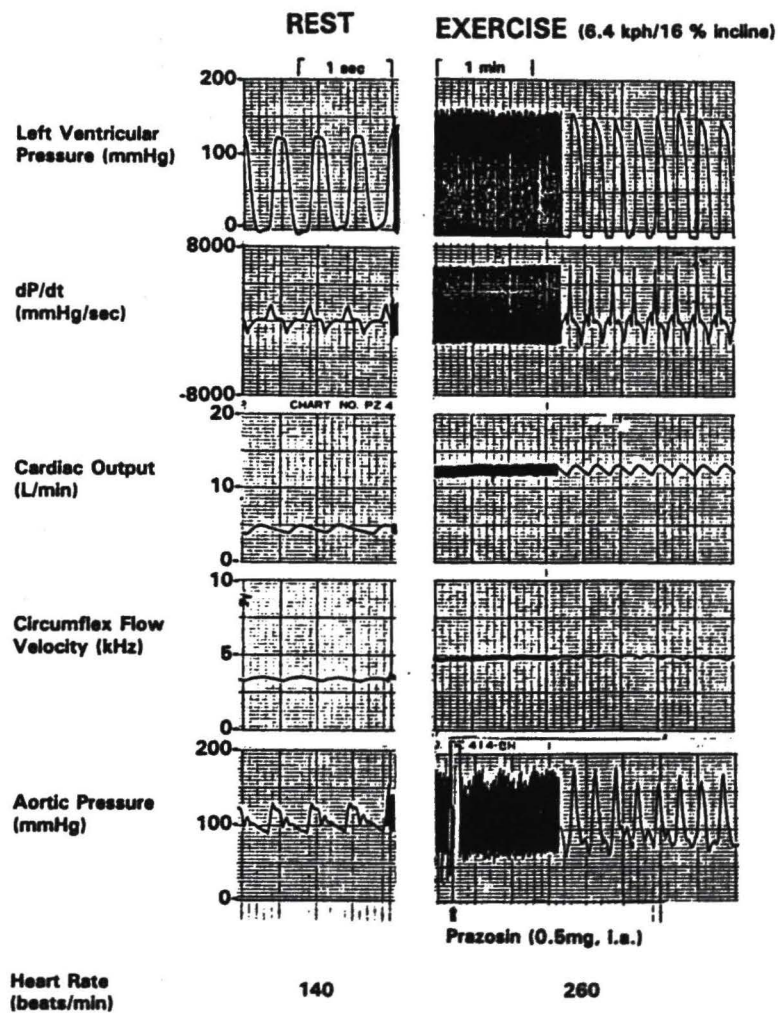 REST EXERCISE (6.4 kph/16 % incline)
1 sec 1 min
200
Left Ventricular
Pressure (mmHg)
100
0
8000
dP/dt
(mmHg/sec)
-8000
CHART NO. PZ 4
20
Cardiac Output
(L/min)
10
0
10
Circumflex Flow
Velocity (kHz)
5
0
200
Aortic Pressure
(mmHg)
100
0
Prazosin (0.5mg, i.a.)
Heart Rate
(beats/min)
140 260